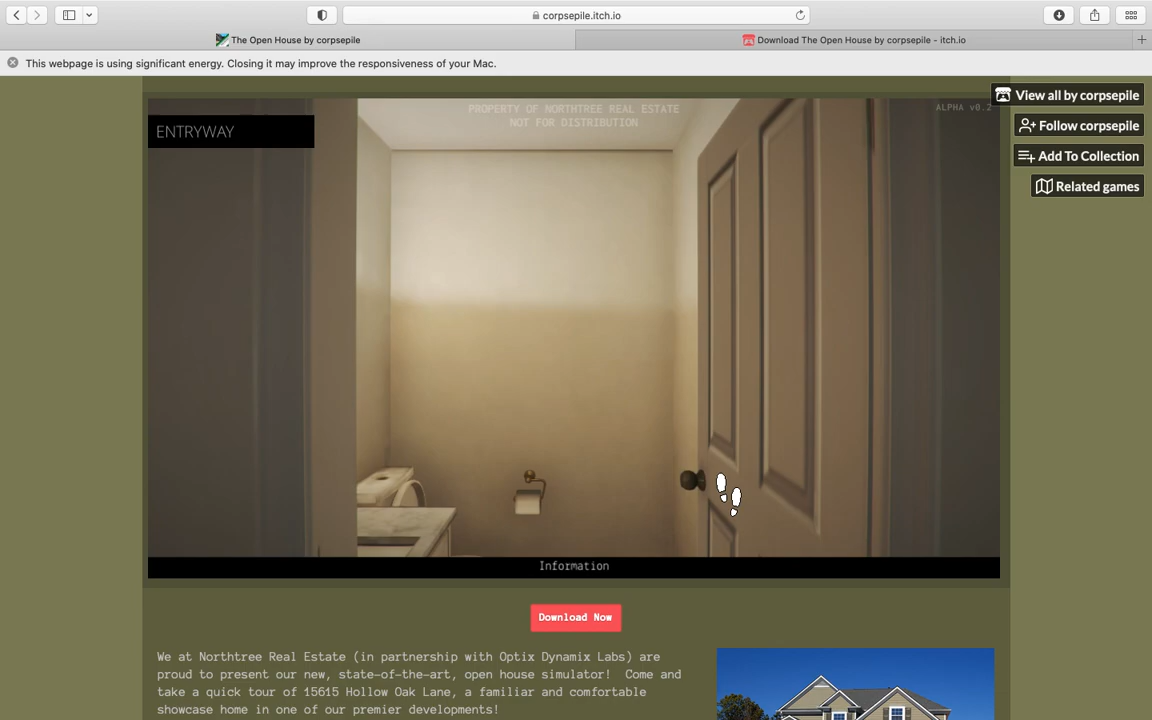 corpsepile.itch.io
The Open House by corpsepile
Download The Open House by corpsepile - itch.io
This webpage is using significant energy. Closing it may improve the responsiveness of your Mac.
View all by corpsepile
Follow corpsepile
Add To Collection
Related games
PROPERTY OF NORTHTREE REAL ESTATE
NOT FOR DISTRIBUTION
ALPHA v0.2
ENTRYWAY
Information
Download Now
We at Northtree Real Estate (in partnership with Optix Dynamix Labs) are
proud to present our new, state-of-the-art, open house simulator! Come and
take a quick tour of 15615 Hollow Oak Lane, a familiar and comfortable
showcase home in one of our premier developments!